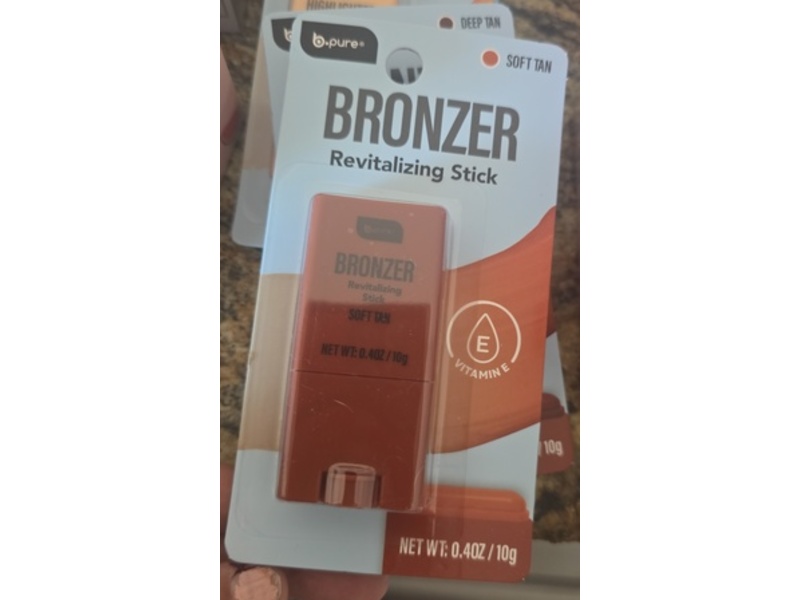 HIGHLIGHTER
DEEP TAN
b.pure®
SOFT TAN
BRONZER
Revitalizing Stick
BRONZER
Revitalizing
Stick
SOFT TAN
NET WT: 0.4OZ / 10g
E
VITAMIN E
/ 10g
NET WT: 0.4OZ / 10g